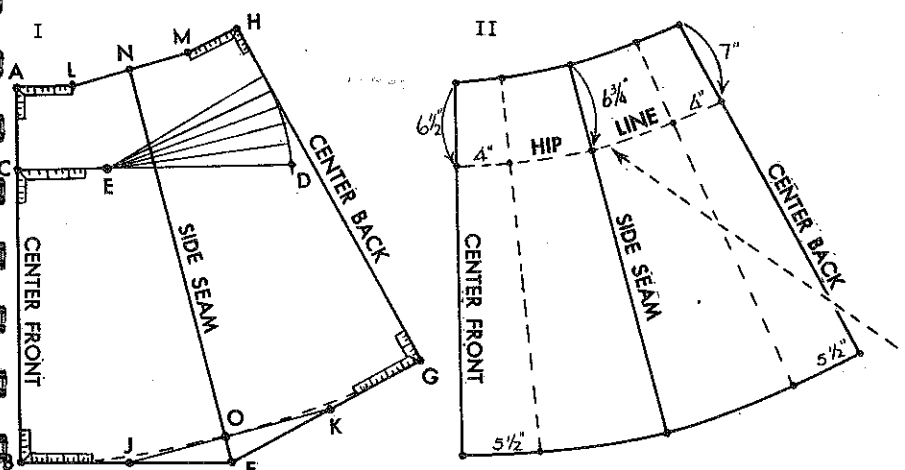 I
A
L
N
M
H
C
E
D
CENTER BACK
CENTER FRONT
SIDE SEAM
G
O
K
B
J
F
II
7"
6½"
6¾"
4"
HIP
LINE
4"
CENTER FRONT
SIDE SEAM
CENTER BACK
5½"
5½"